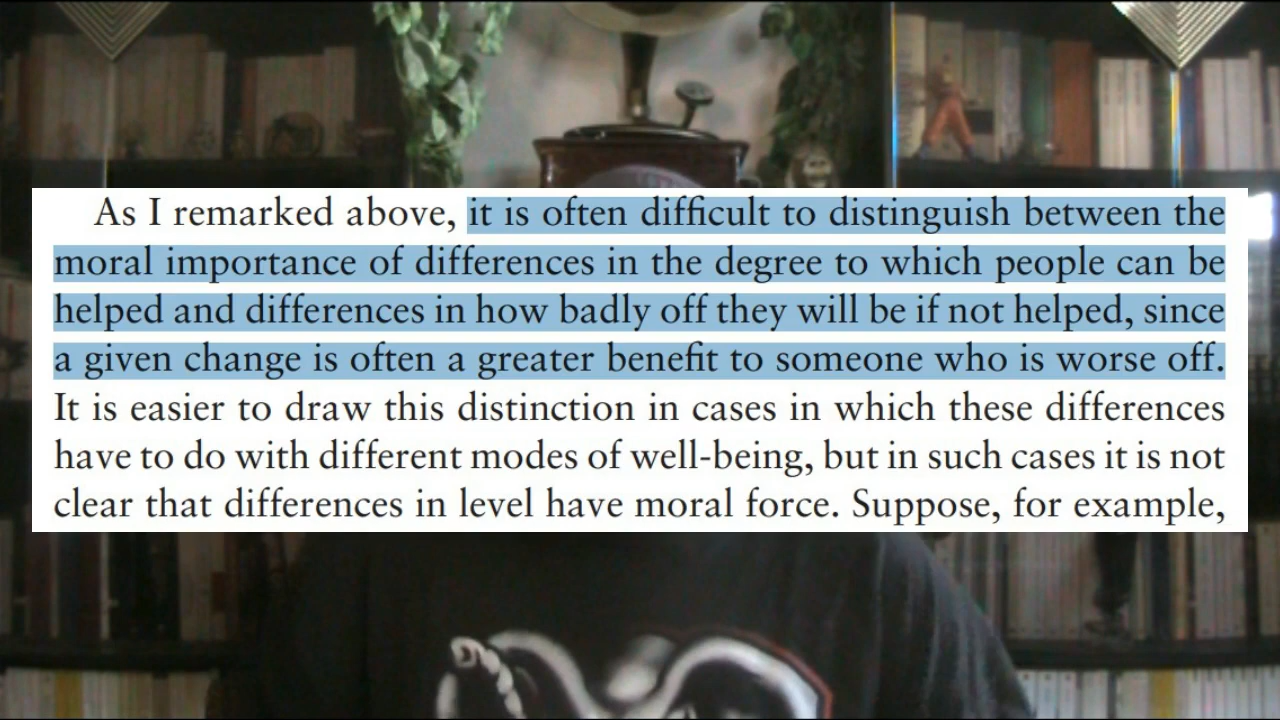 As I remarked above, it is often difficult to distinguish between the
moral importance of differences in the degree to which people can be
helped and differences in how badly off they will be if not helped, since
a given change is often a greater benefit to someone who is worse off.
It is easier to draw this distinction in cases in which these differences
have to do with different modes of well-being, but in such cases it is not
clear that differences in level have moral force. Suppose, for example,